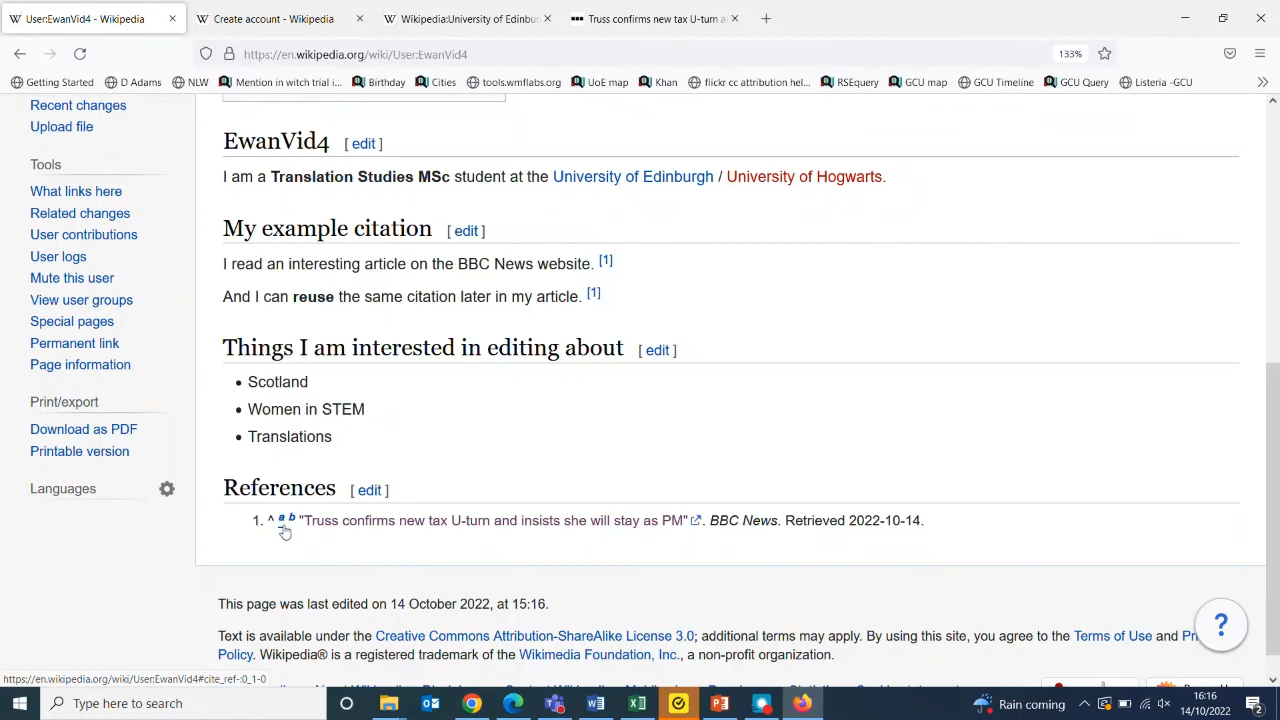 User:EwanVid4 - Wikipedia
Create account - Wikipedia
Wikipedia:University of Edinbur
Truss confirms new tax U-turn a
https://en.wikipedia.org/wiki/User:EwanVid4
133%
Getting Started
D Adams
NLW
Mention in witch trial i...
Birthday
Cities
tools.wmflabs.org
UoE map
Khan
flickr cc attribution hel...
RSEquery
GCU map
GCU Timeline
GCU Query
Listeria -GCU
Recent changes
Upload file
Tools
What links here
Related changes
User contributions
User logs
Mute this user
View user groups
Special pages
Permanent link
Page information
Print/export
Download as PDF
Printable version
Languages
EwanVid4 [ edit ]
I am a Translation Studies MSc student at the University of Edinburgh / University of Hogwarts.
My example citation [ edit ]
I read an interesting article on the BBC News website. [1]
And I can reuse the same citation later in my article. [1]
Things I am interested in editing about [ edit ]
• Scotland
• Women in STEM
• Translations
References [ edit ]
1. ^ a b "Truss confirms new tax U-turn and insists she will stay as PM". BBC News. Retrieved 2022-10-14.
This page was last edited on 14 October 2022, at 15:16.
Text is available under the Creative Commons Attribution-ShareAlike License 3.0; additional terms may apply. By using this site, you agree to the Terms of Use and Pri
Policy. Wikipedia® is a registered trademark of the Wikimedia Foundation, Inc., a non-profit organization.
?
https://en.wikipedia.org/wiki/User:EwanVid4#cite_ref-:0_1-0
Type here to search
Rain coming
16:16
14/10/2022
2